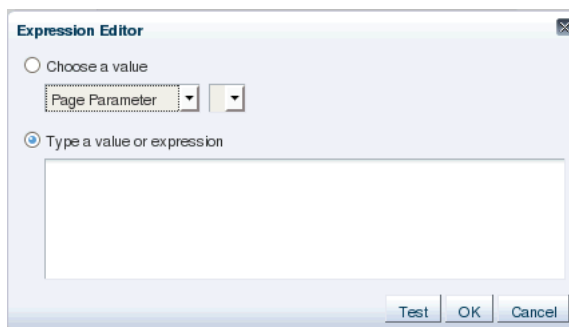 Expression Editor
Choose a value
Page Parameter
Type a value or expression
Test OK Cancel